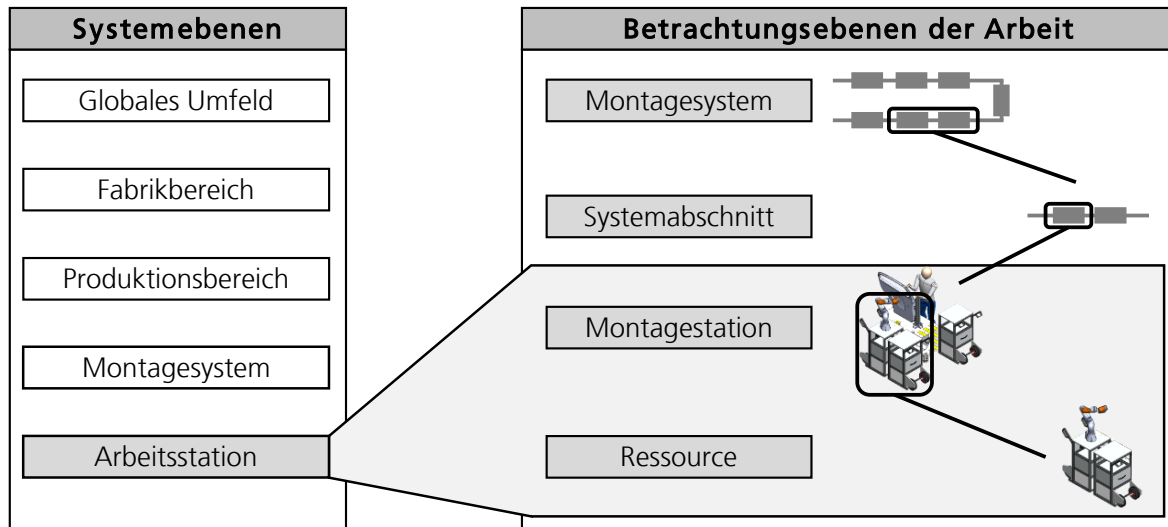 Systemebenen
Globales Umfeld
Fabrikbereich
Produktionsbereich
Montagesystem
Arbeitsstation
Betrachtungsebenen der Arbeit
Montagesystem
Systemabschnitt
Montagestation
Ressource